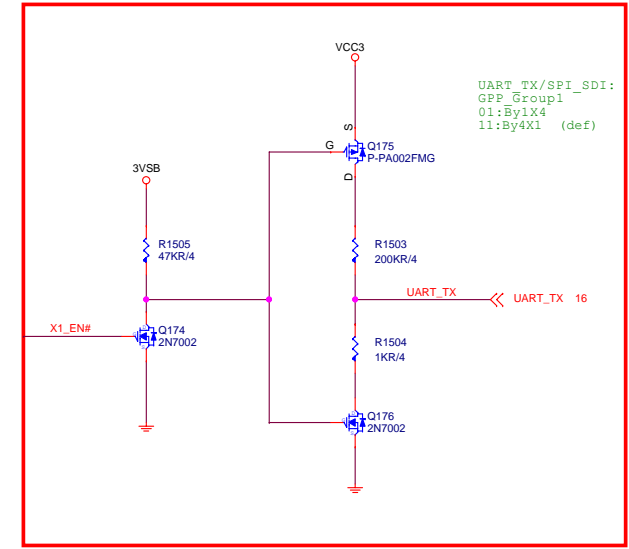 VCC3
UART_TX/SPI_SDI:
GPP_Group1
01:By1X4
11:By4X1 (def)
S
G
Q175
P-PA002FMG
D
3VSB
R1505
47KR/4
R1503
200KR/4
UART_TX
UART_TX 16
X1_EN#
Q174
2N7002
R1504
1KR/4
Q176
2N7002